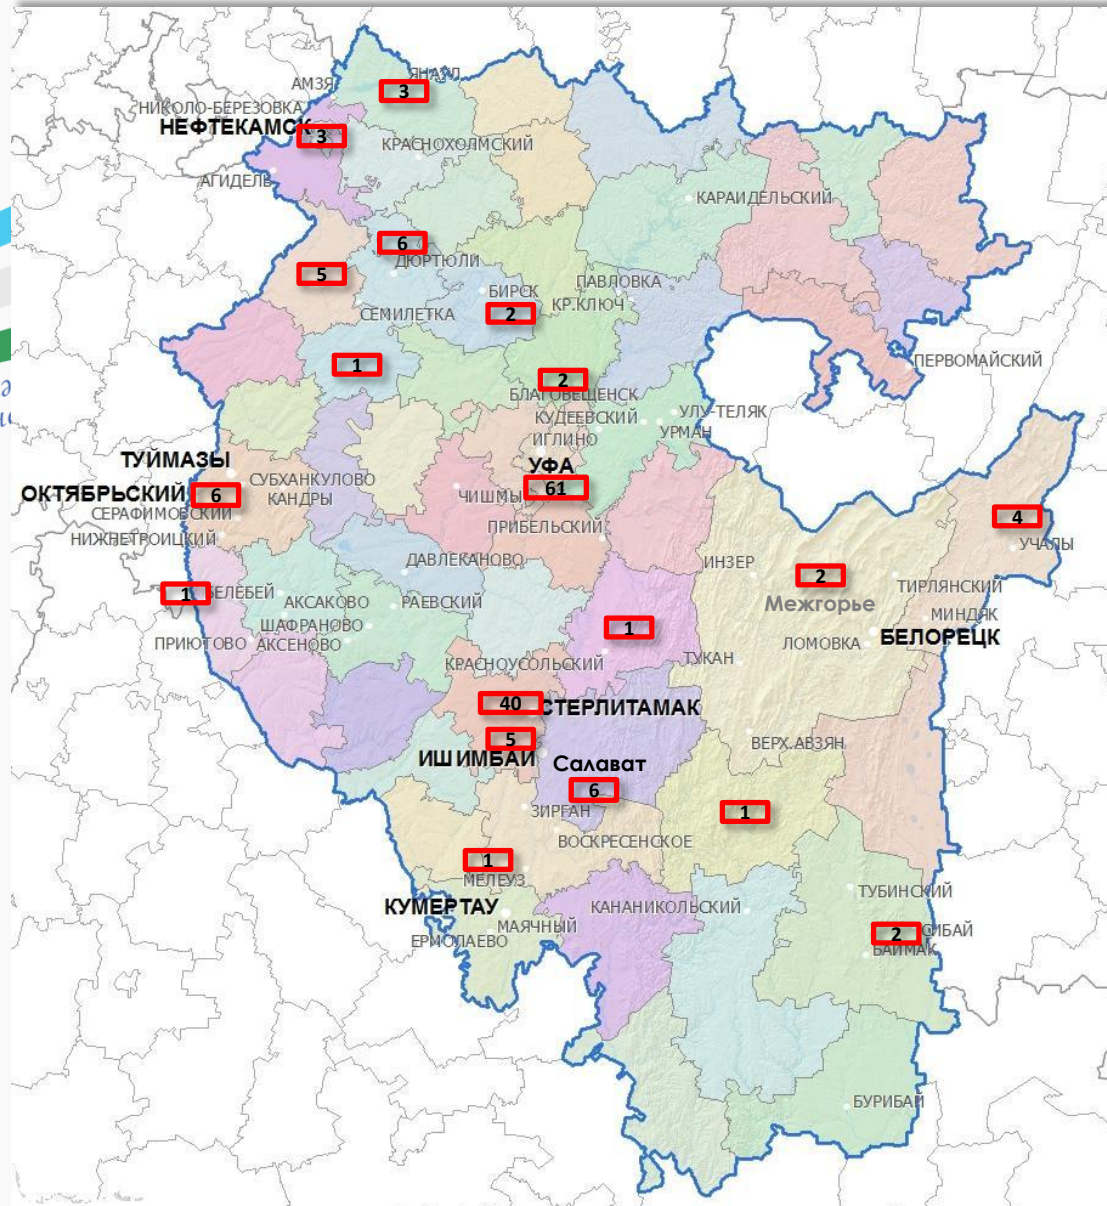 ЯНАУЛ
АМЗЯ
3
НИКОЛО-БЕРЕЗОВКА
НЕФТЕКАМСК
3
КРАСНОХОЛМСКИЙ
АГИДЕЛЬ
КАРАИДЕЛЬСКИЙ
6
ДЮРТЮЛИ
5
БИРСК
ПАВЛОВКА
КР.КЛЮЧ
СЕМИЛЕТКА
2
1
ПЕРВОМАЙСКИЙ
2
БЛАГОВЕЩЕНСК
КУДЕЕВСКИЙ
УЛУ-ТЕЛЯК
ИГЛИНО
УРМАН
ТУЙМАЗЫ
УФА
СУБХАНКУЛОВО
ОКТЯБРЬСКИЙ
6
КАНДРЫ
ЧИШМЫ
61
СЕРАФИМОВСКИЙ
4
ПРИБЕЛЬСКИЙ
НИЖНЕТРОИЦКИЙ
УЧАЛЫ
ДАВЛЕКАНОВО
ИНЗЕР
2
ТИРЛЯНСКИЙ
1
БЕЛЕБЕЙ
АКСАКОВО
РАЕВСКИЙ
Межгорье
МИНДЯК
ШАФРАНОВО
1
ПРИЮТОВО
АКСЕНОВО
ЛОМОВКА
БЕЛОРЕЦК
КРАСНОУСОЛЬСКИЙ
ТУКАН
40
СТЕРЛИТАМАК
5
ВЕРХ.АВЗЯН
ИШИМБАЙ
Салават
6
ЗИРГАН
1
ВОСКРЕСЕНСКОЕ
1
МЕЛЕУЗ
ТУБИНСКИЙ
КУМЕРТАУ
КАНАНИКОЛЬСКИЙ
МАЯЧНЫЙ
2
СИБАЙ
ЕРМОЛАЕВО
БАЙМАК
БУРИБАЙ